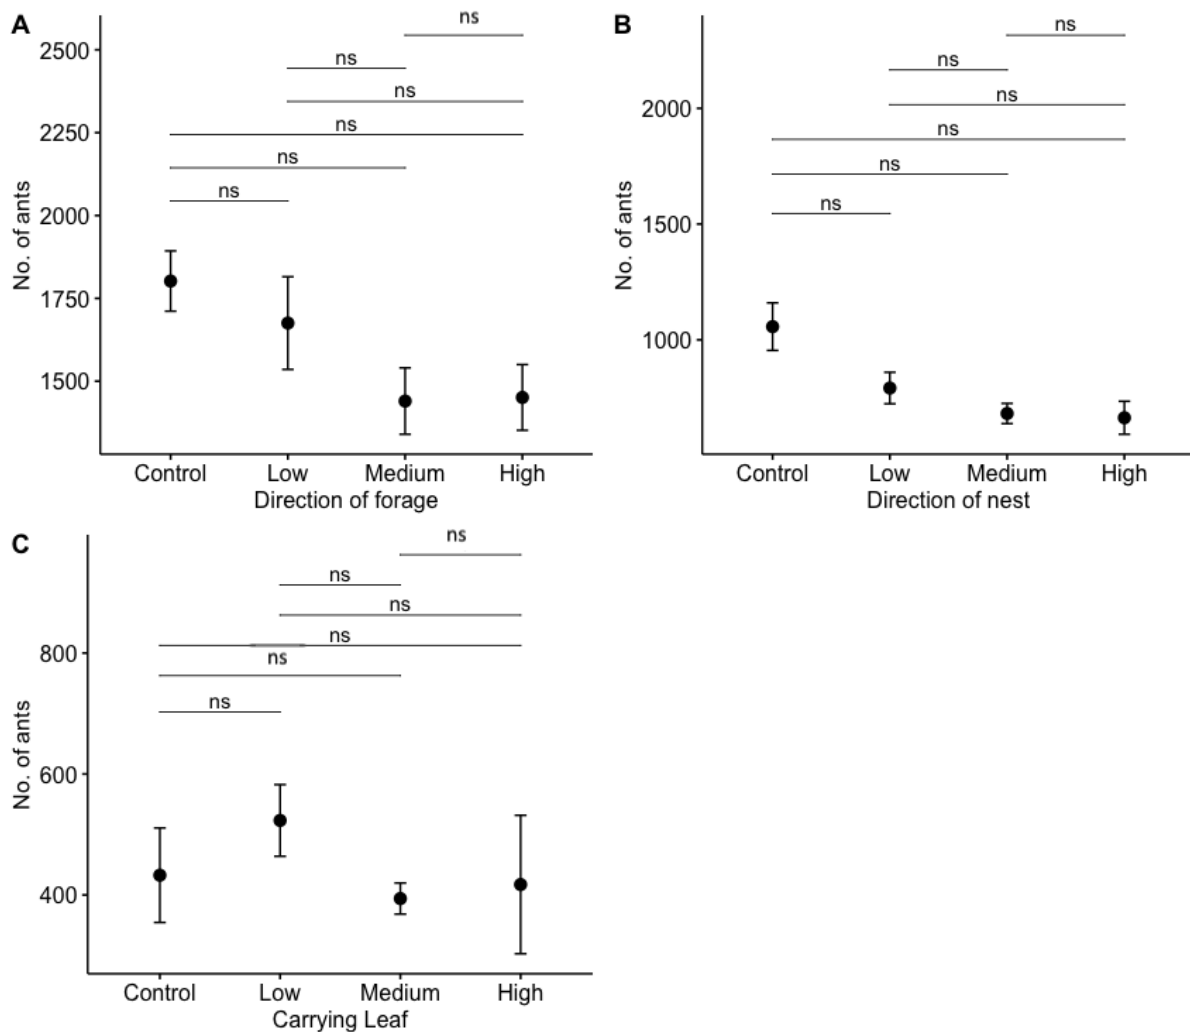 A
No. of ants
2500
2250
2000
1750
1500
ns
ns
ns
ns
ns
ns
Control Low Medium High
Direction of forage
B
No. of ants
2000
1500
1000
ns
ns
ns
ns
ns
ns
Control Low Medium High
Direction of nest
C
No. of ants
800
600
400
ns
ns
ns
ns
ns
ns
Control Low Medium High
Carrying Leaf